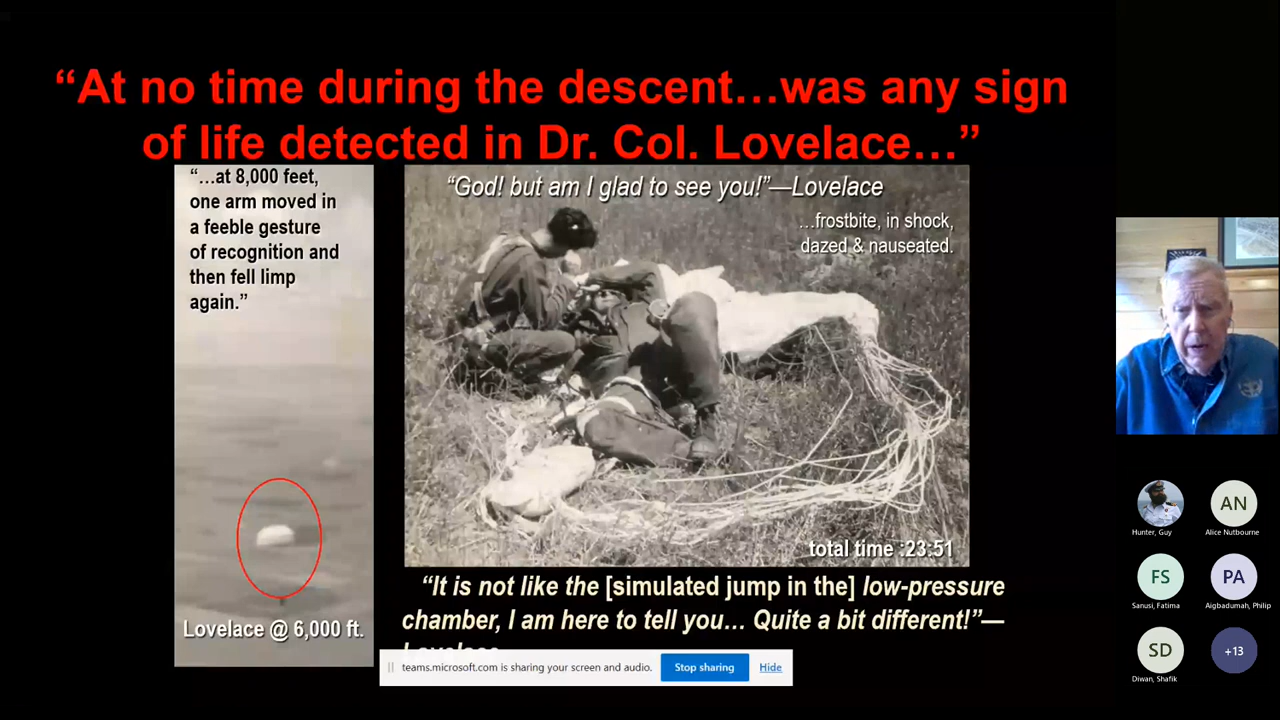 “At no time during the descent…was any sign
of life detected in Dr. Col. Lovelace…”
“…at 8,000 feet,
one arm moved in
a feeble gesture
of recognition and
then fell limp
again.”
Lovelace @ 6,000 ft.
“God! but am I glad to see you!”—Lovelace
…frostbite, in shock,
dazed & nauseated.
total time :23:51
“It is not like the [simulated jump in the] low-pressure
chamber, I am here to tell you… Quite a bit different!”—
Lovelace
teams.microsoft.com is sharing your screen and audio.
Stop sharing
Hide
Hunter, Guy
AN
Alice Nutbourne
FS
Sanusi, Fatima
PA
Aigbadumah, Philip
SD
Diwan, Shafik
+13